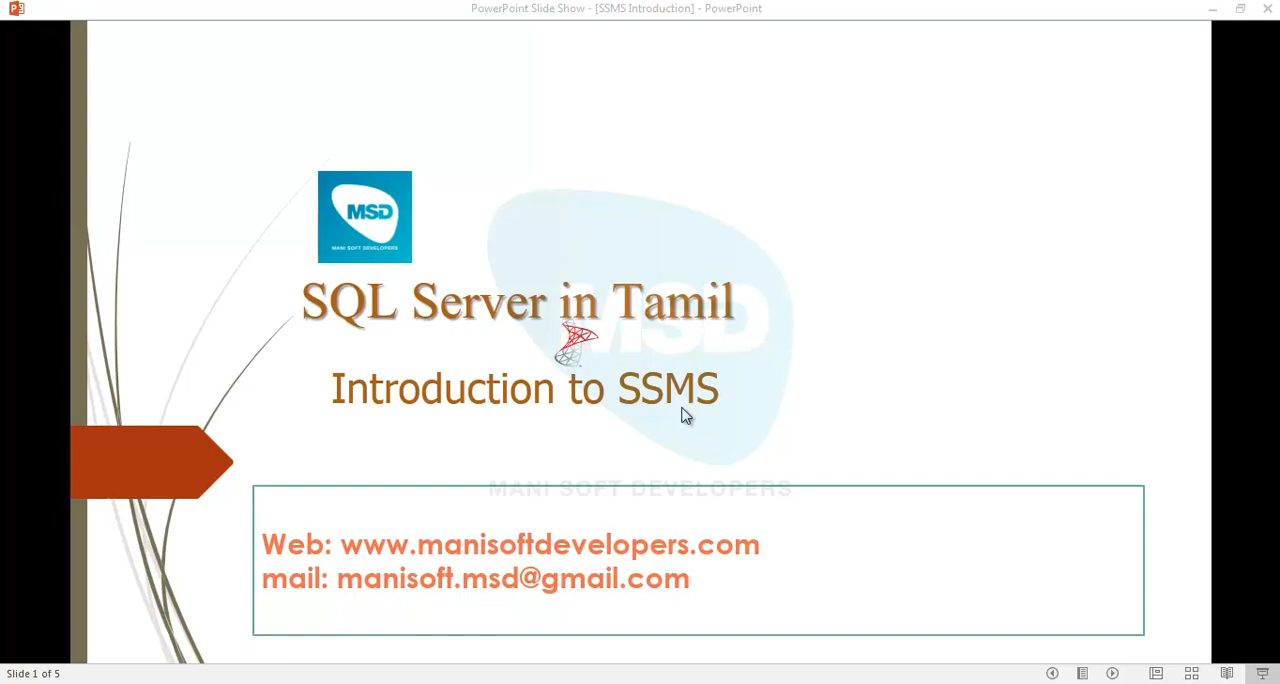 PowerPoint Slide Show - [SSMS Introduction] - PowerPoint
MSD
MANI SOFT DEVELOPERS
SQL Server in Tamil
MSD
Introduction to SSMS
MANI SOFT DEVELOPERS
Web: www.manisoftdevelopers.com
mail: manisoft.msd@gmail.com
Slide 1 of 5